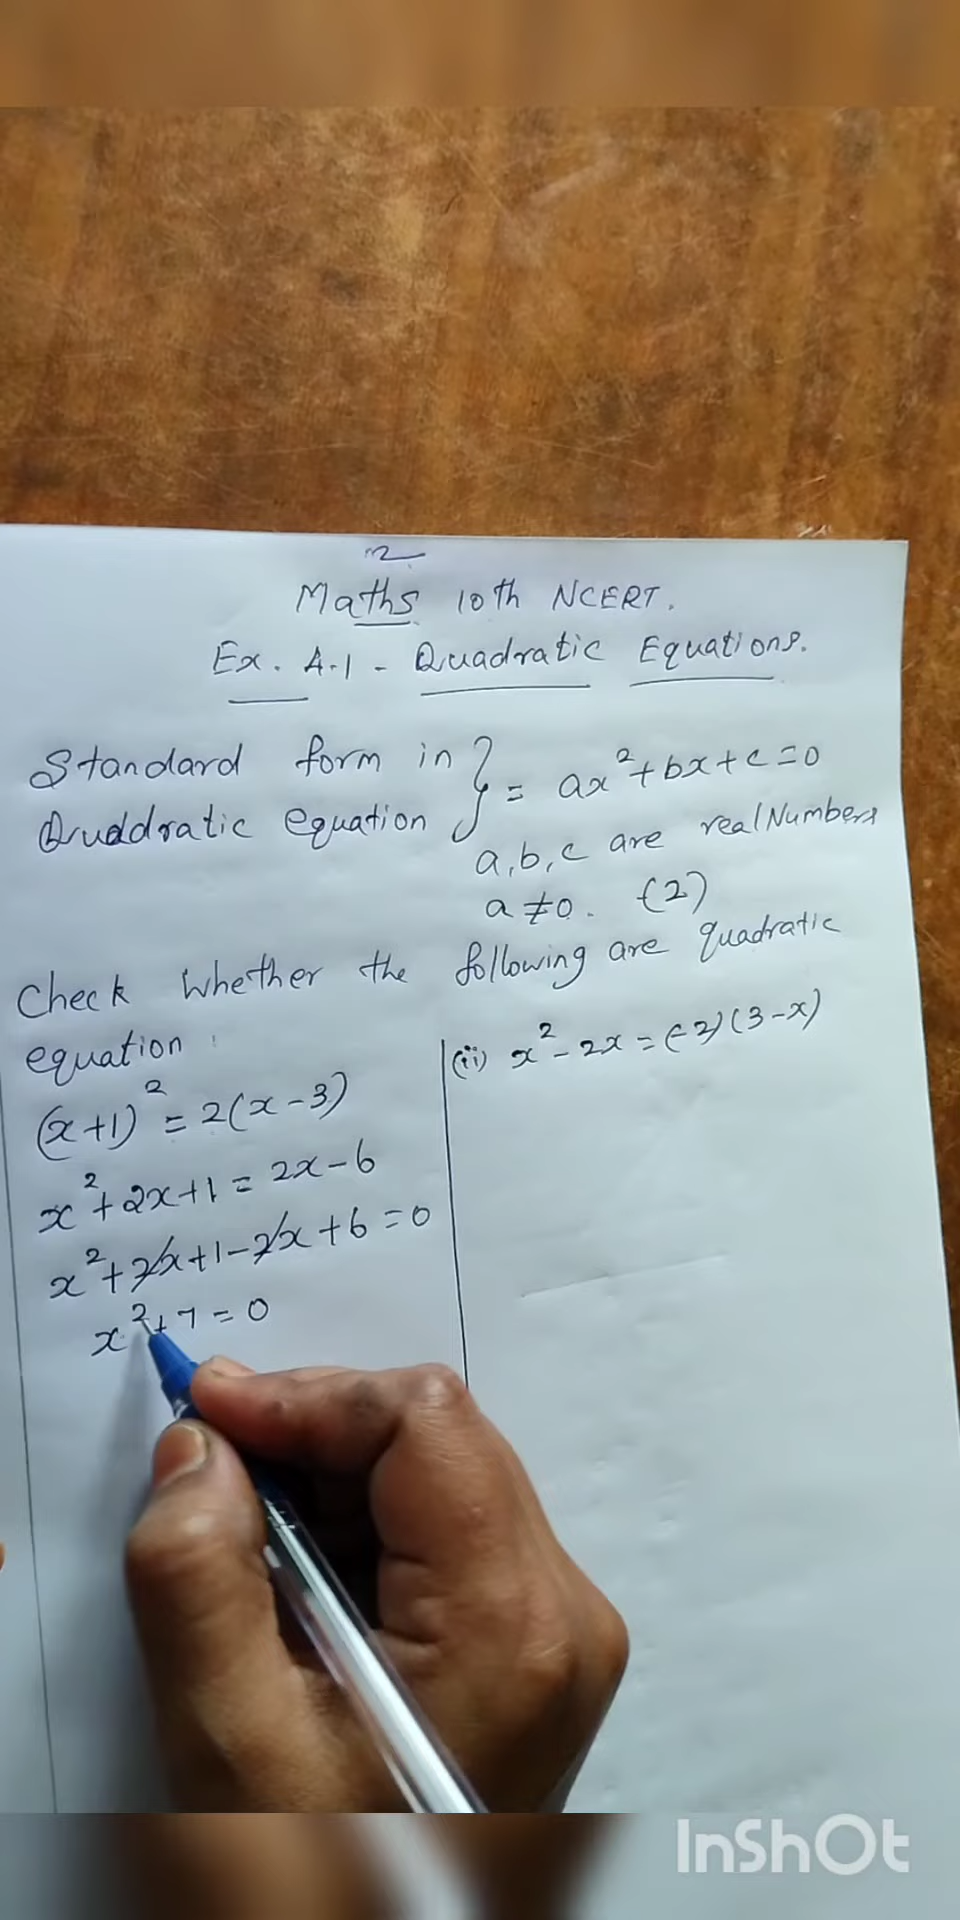 Maths 10th NCERT.
Ex. 4.1 - Quadratic Equations.
Standard form in
Quddratic equation } = ax²+bx+c=0
a,b,c are real Numbers
a≠0. (2)
Check whether the following are quadratic
equation:
(x+1)² = 2(x-3)
x²+2x+1 = 2x-6
x²+2x+1-2x+6=0
x²+7=0
(ii) x²-2x=(-2)(3-x)
InShOt